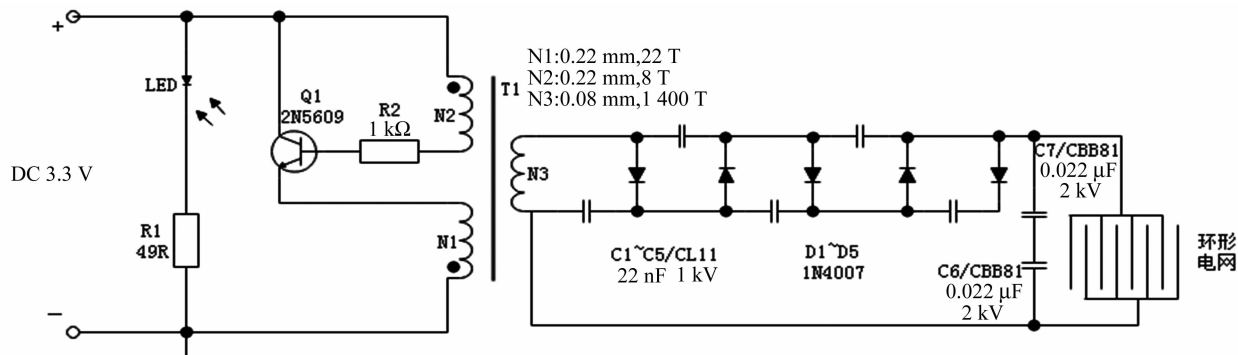 +
LED
Q1
2N5609
R2
1 kΩ
N2
T1
N1:0.22 mm,22 T
N2:0.22 mm,8 T
N3:0.08 mm,1 400 T
DC 3.3 V
N3
R1
49R
N1
C1~C5/CL11
22 nF 1 kV
D1~D5
1N4007
C7/CBB81
0.022 μF
2 kV
C6/CBB81
0.022 μF
2 kV
环形
电网
−